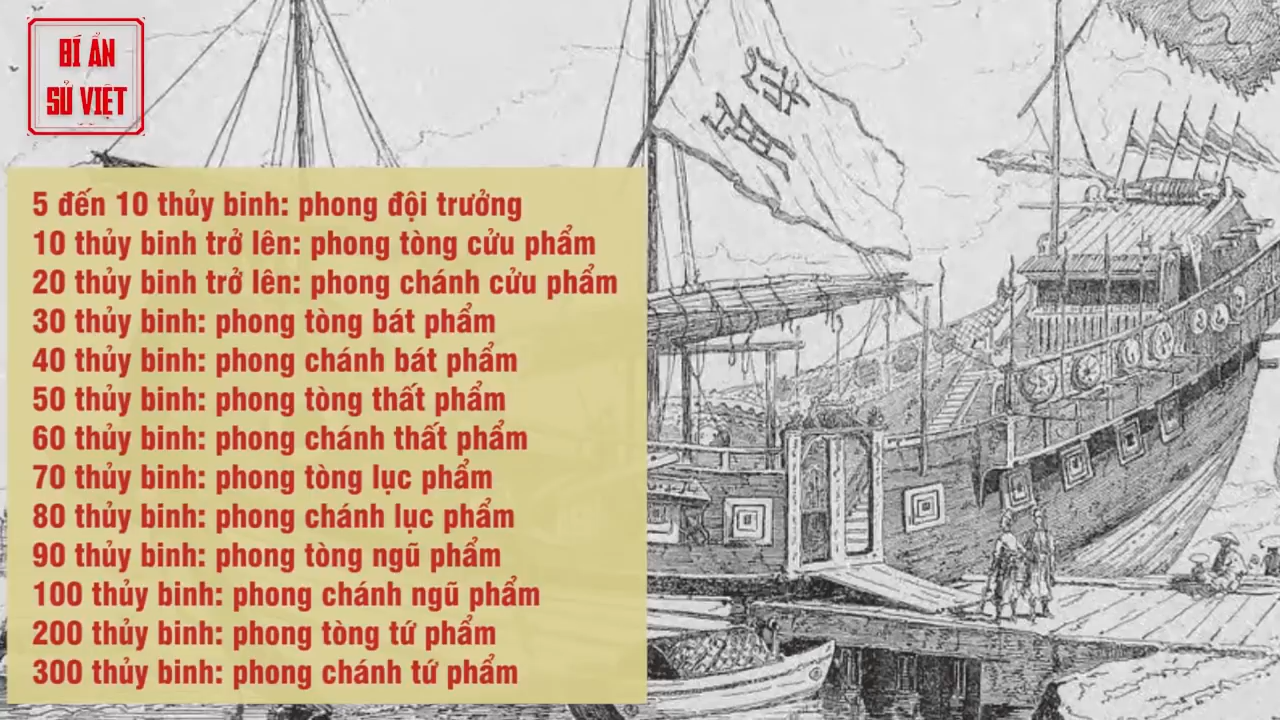 BÍ ẨN
SỬ VIỆT
5 đến 10 thủy binh: phong đội trưởng
10 thủy binh trở lên: phong tòng cửu phẩm
20 thủy binh trở lên: phong chánh cửu phẩm
30 thủy binh: phong tòng bát phẩm
40 thủy binh: phong chánh bát phẩm
50 thủy binh: phong tòng thất phẩm
60 thủy binh: phong chánh thất phẩm
70 thủy binh: phong tòng lục phẩm
80 thủy binh: phong chánh lục phẩm
90 thủy binh: phong tòng ngũ phẩm
100 thủy binh: phong chánh ngũ phẩm
200 thủy binh: phong tòng tứ phẩm
300 thủy binh: phong chánh tứ phẩm